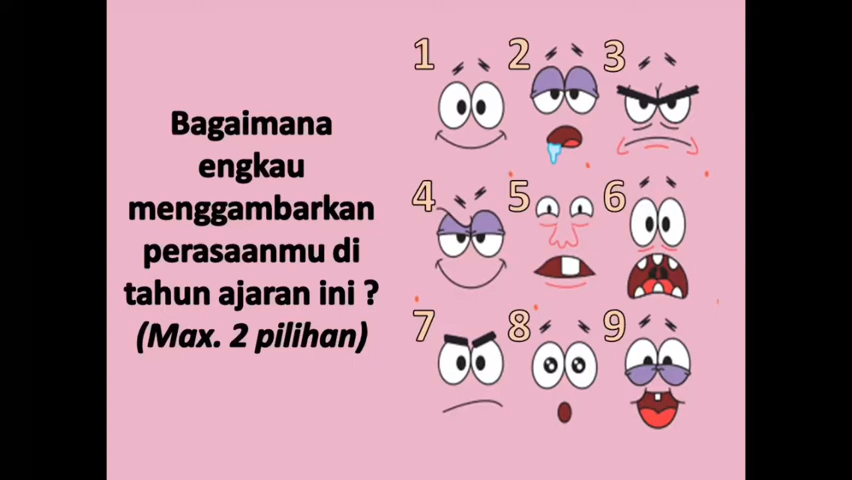 Bagaimana
engkau
menggambarkan
perasaanmu di
tahun ajaran ini ?
(Max. 2 pilihan)
1 2 3
4 5 6
7 8 9